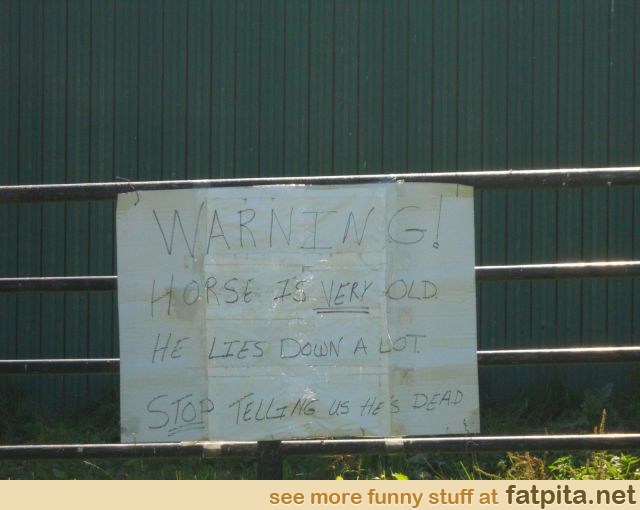 WARNING!
HORSE IS VERY OLD.
HE LIES DOWN A LOT.
STOP TELLING US HE'S DEAD
see more funny stuff at fatpita.net